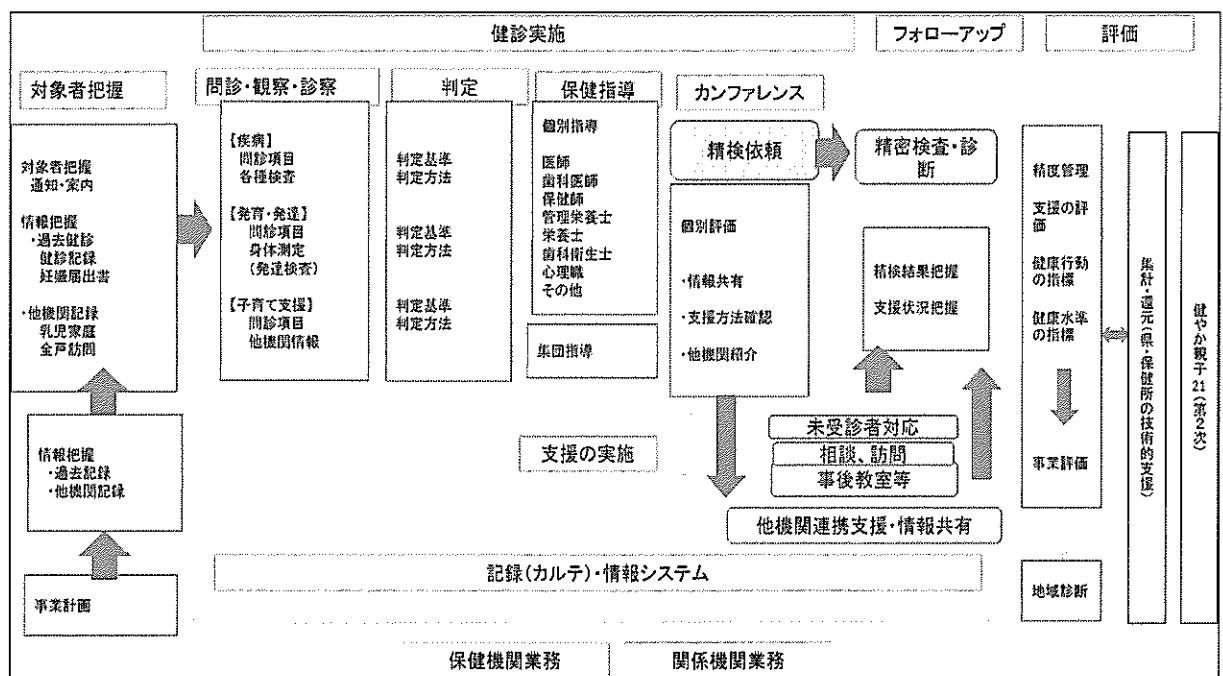 健診実施
フォローアップ
評価
対象者把握
問診・観察・診察
判定
保健指導
カンファレンス
対象者把握
通知・案内
情報把握
・過去健診
健診記録
妊娠届出書
・他機関記録
乳児家庭
全戸訪問
【疾病】
問診項目
各種検査
【発育・発達】
問診項目
身体測定
(発達検査)
【子育て支援】
問診項目
他機関情報
判定基準
判定方法
判定基準
判定方法
判定基準
判定方法
個別指導
医師
歯科医師
保健師
管理栄養士
栄養士
歯科衛生士
心理職
その他
集団指導
精検依頼
個別評価
・情報共有
・支援方法確認
・他機関紹介
精密検査・診
断
精検結果把握
支援状況把握
精度管理
支援の評
価
健康行動
の指標
健康水準
の指標
事業評価
集計・還元(県・保健所の技術的支援)
健やか親子21(第2次)
情報把握
・過去記録
・他機関記録
支援の実施
未受診者対応
相談、訪問
事後教室等
他機関連携支援・情報共有
記録(カルテ)・情報システム
事業計画
地域診断
保健機関業務
関係機関業務